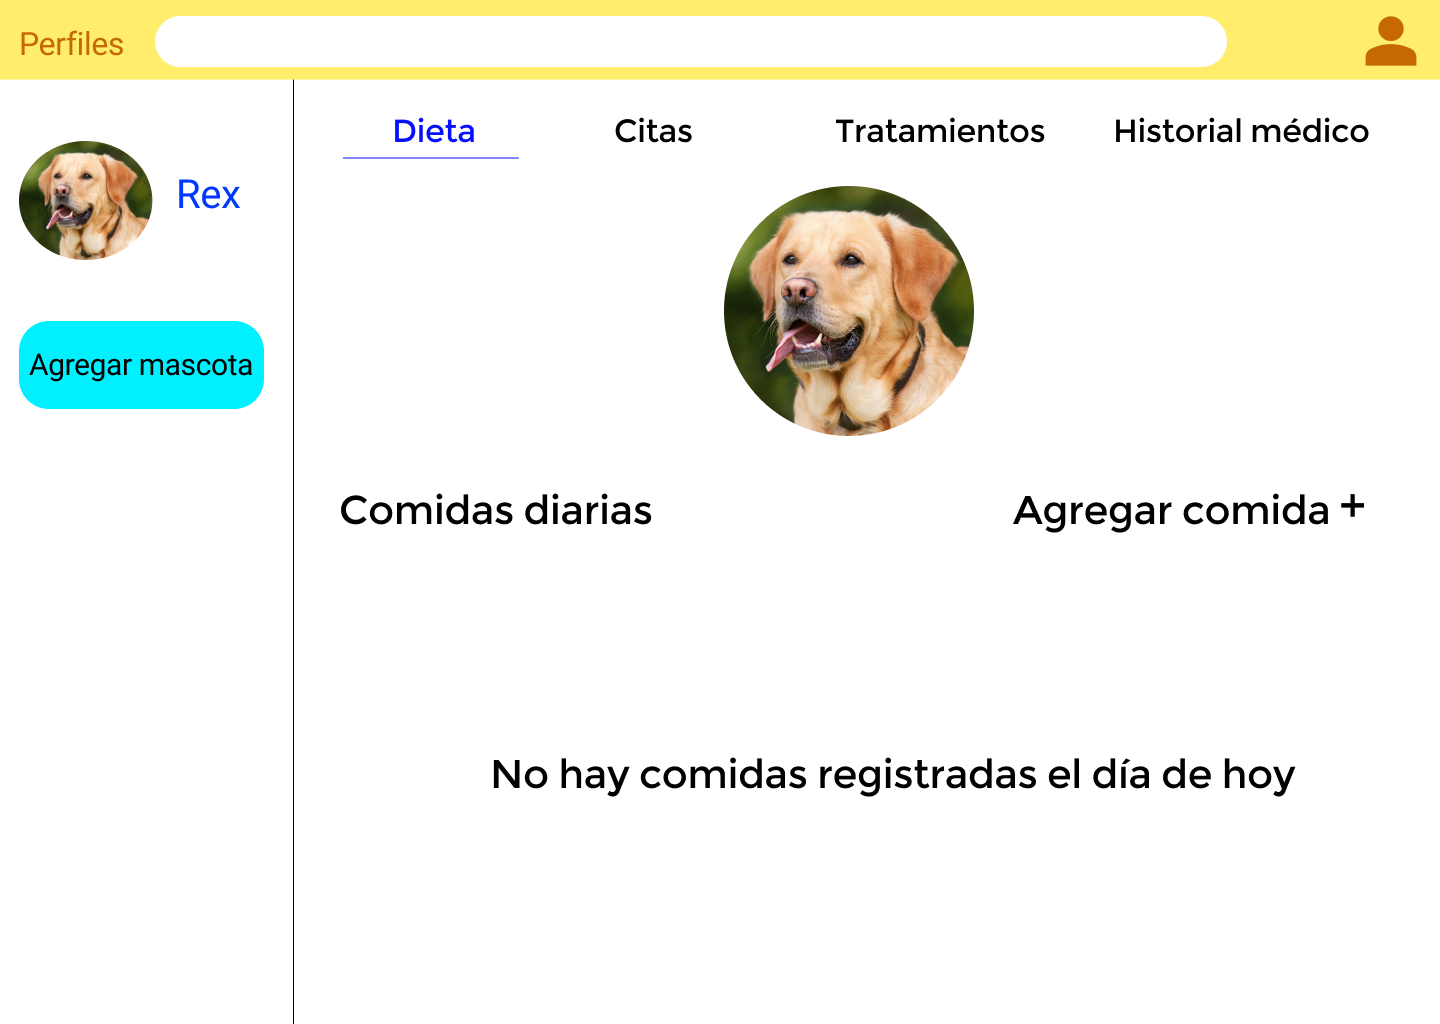 Perfiles
Dieta
Citas
Tratamientos
Historial médico
Rex
Agregar mascota
Comidas diarias
Agregar comida +
No hay comidas registradas el día de hoy